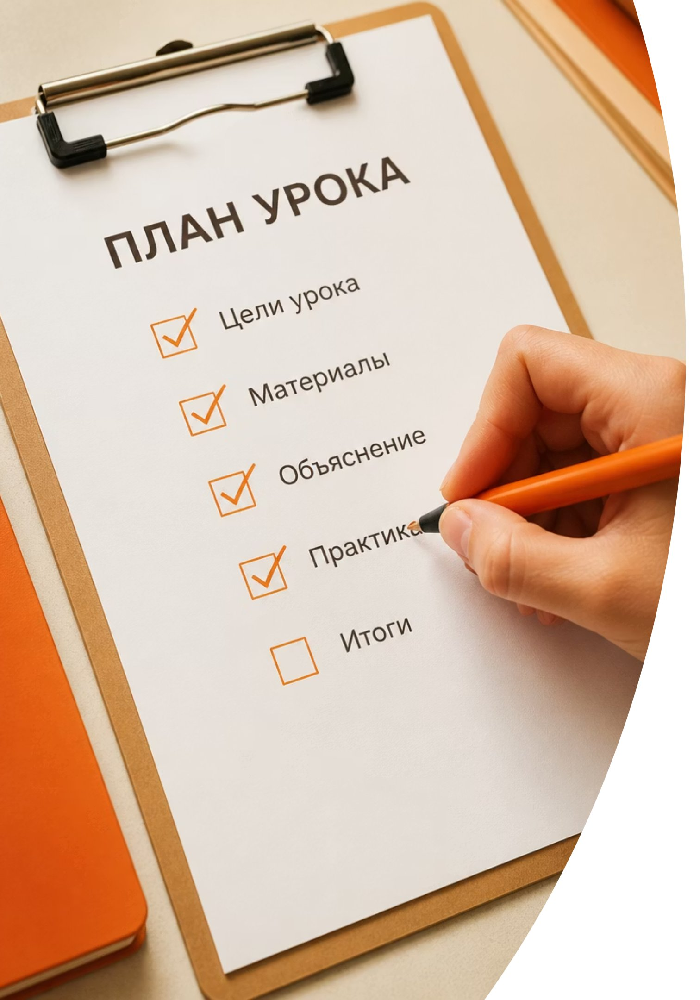 ПЛАН УРОКА
Цели урока
Материалы
Объяснение
Практика
Итоги